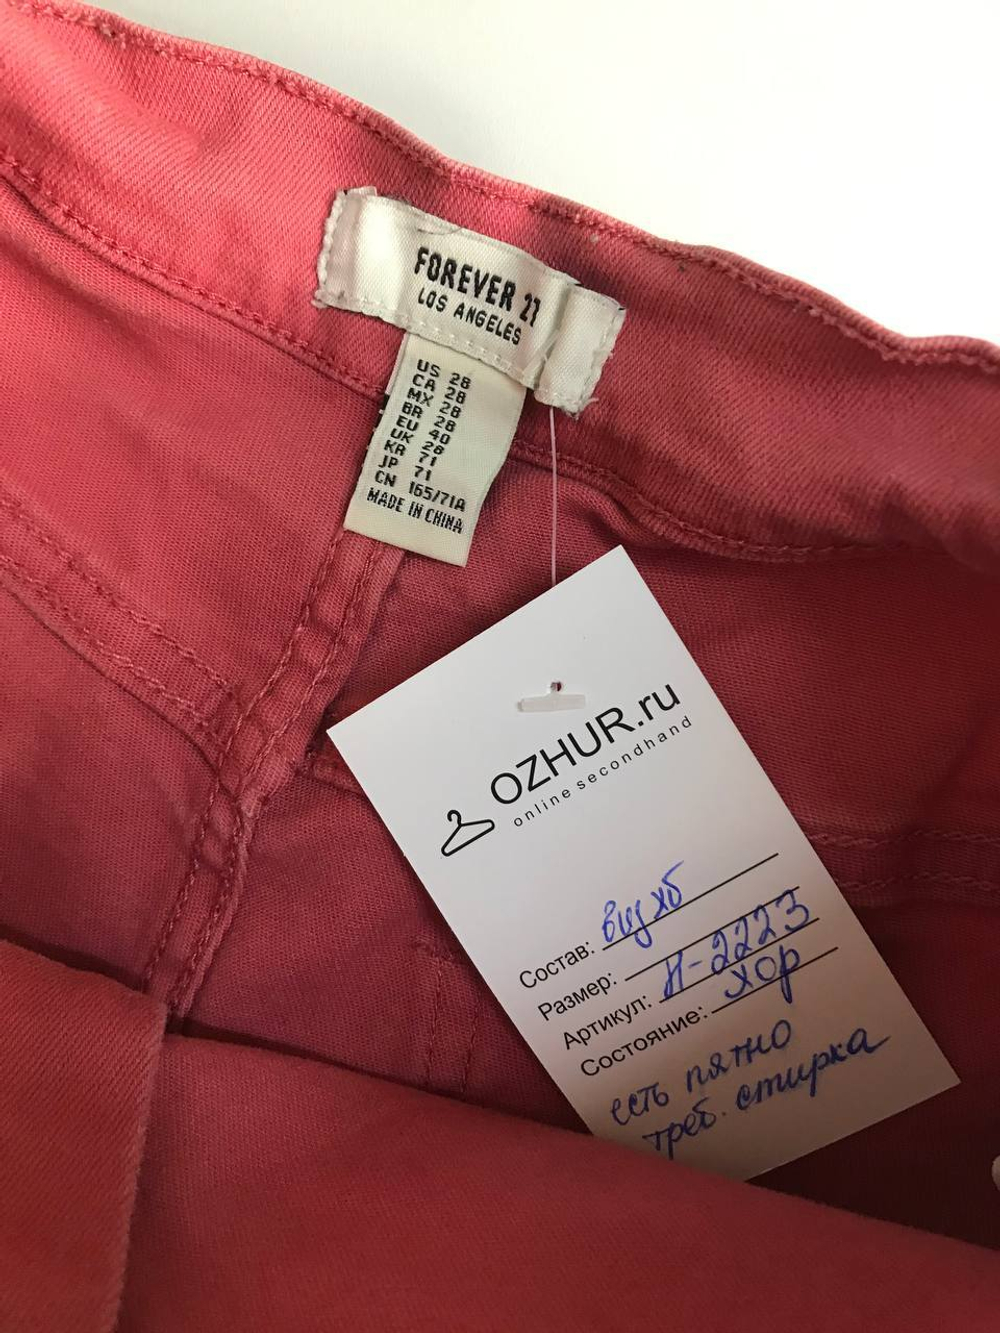 FOREVER 21
LOS ANGELES
US 28
CA 28
MX 28
BR 28
EU 40
UK 28
KR 71
JP 71
CN 165/71A
MADE IN CHINA
OZHUR.ru
online secondhand
Состав: вид хб
Размер:
Артикул: Н-2223
Состояние: хор
есть пятно
треб. стирка